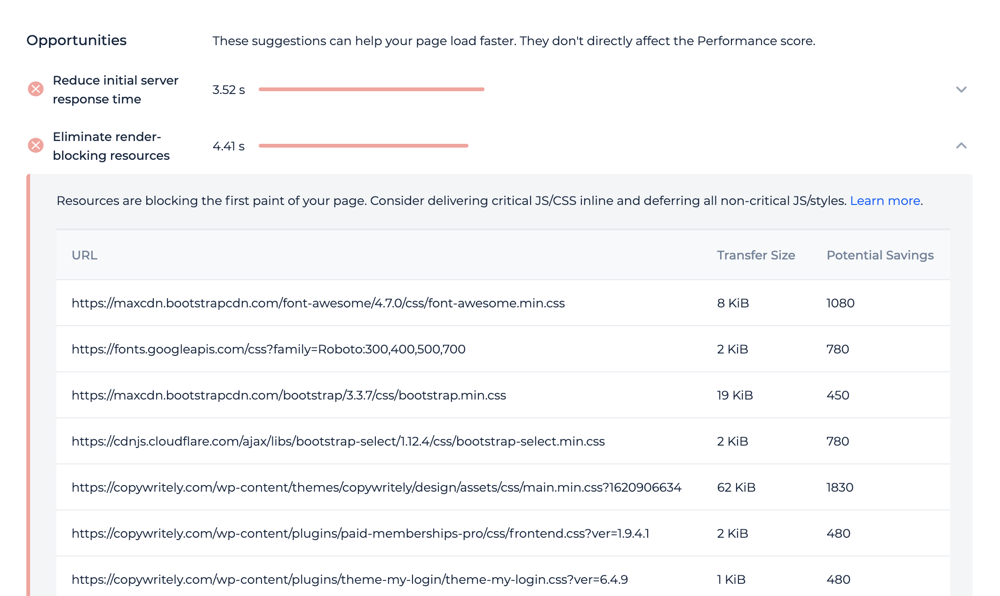 Opportunities These suggestions can help your page load faster. They don't directly affect the Performance score.
Reduce initial server
response time
3.52 s
Eliminate render-
blocking resources
4.41 s
Resources are blocking the first paint of your page. Consider delivering critical JS/CSS inline and deferring all non-critical JS/styles. Learn more.
URL Transfer Size Potential Savings
https://maxcdn.bootstrapcdn.com/font-awesome/4.7.0/css/font-awesome.min.css 8 KiB 1080
https://fonts.googleapis.com/css?family=Roboto:300,400,500,700 2 KiB 780
https://maxcdn.bootstrapcdn.com/bootstrap/3.3.7/css/bootstrap.min.css 19 KiB 450
https://cdnjs.cloudflare.com/ajax/libs/bootstrap-select/1.12.4/css/bootstrap-select.min.css 2 KiB 780
https://copywritely.com/wp-content/themes/copywritely/design/assets/css/main.min.css?1620906634 62 KiB 1830
https://copywritely.com/wp-content/plugins/paid-memberships-pro/css/frontend.css?ver=1.9.4.1 2 KiB 480
https://copywritely.com/wp-content/plugins/theme-my-login/theme-my-login.css?ver=6.4.9 1 KiB 480